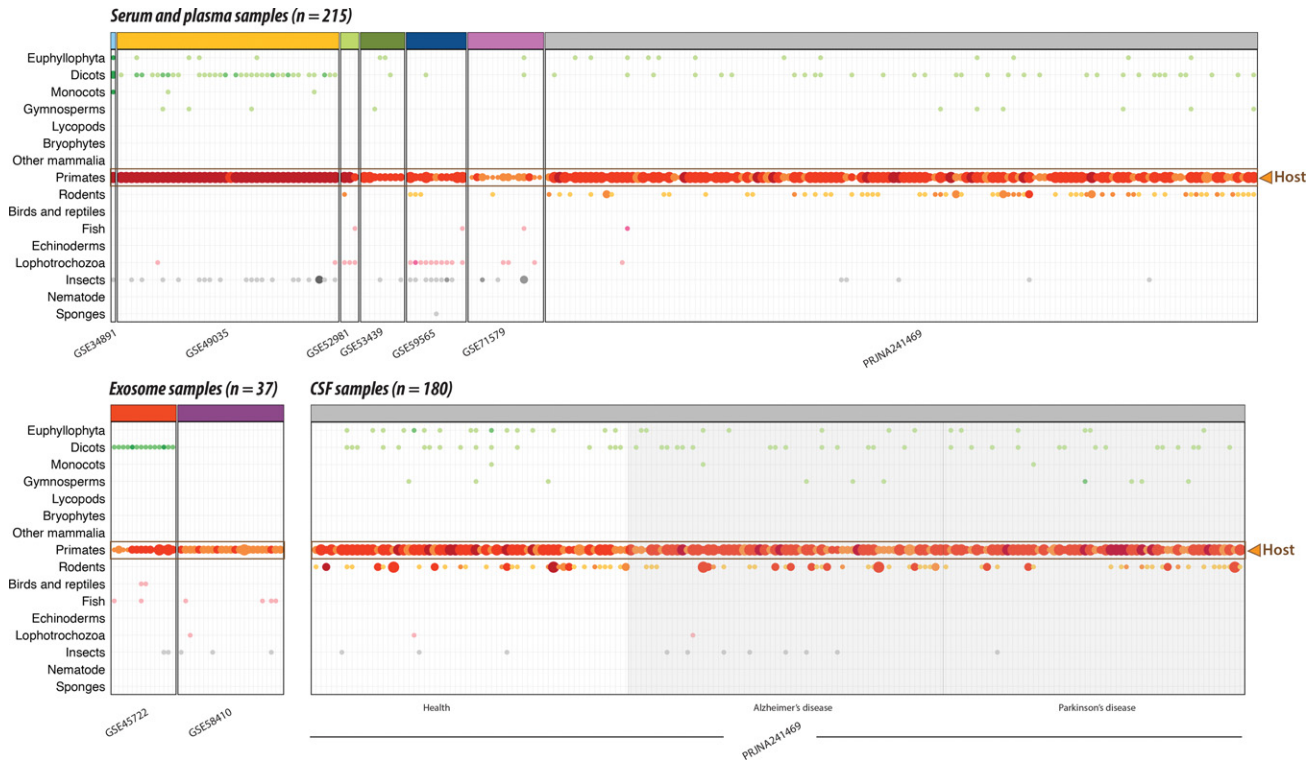 Serum and plasma samples (n = 215)
Euphyllophyta
Dicots
Monocots
Gymnosperms
Lycopods
Bryophytes
Other mammalia
Primates
Host
Rodents
Birds and reptiles
Fish
Echinoderms
Lophotrochozoa
Insects
Nematode
Sponges
GSE34891
GSE49035
GSE52981
GSE53439
GSE59565
GSE71579
PRJNA241469
Exosome samples (n = 37)
CSF samples (n = 180)
Euphyllophyta
Dicots
Monocots
Gymnosperms
Lycopods
Bryophytes
Other mammalia
Primates
Host
Rodents
Birds and reptiles
Fish
Echinoderms
Lophotrochozoa
Insects
Nematode
Sponges
GSE45722
GSE58410
Health
Alzheimer's disease
Parkinson's disease
PRJNA241469